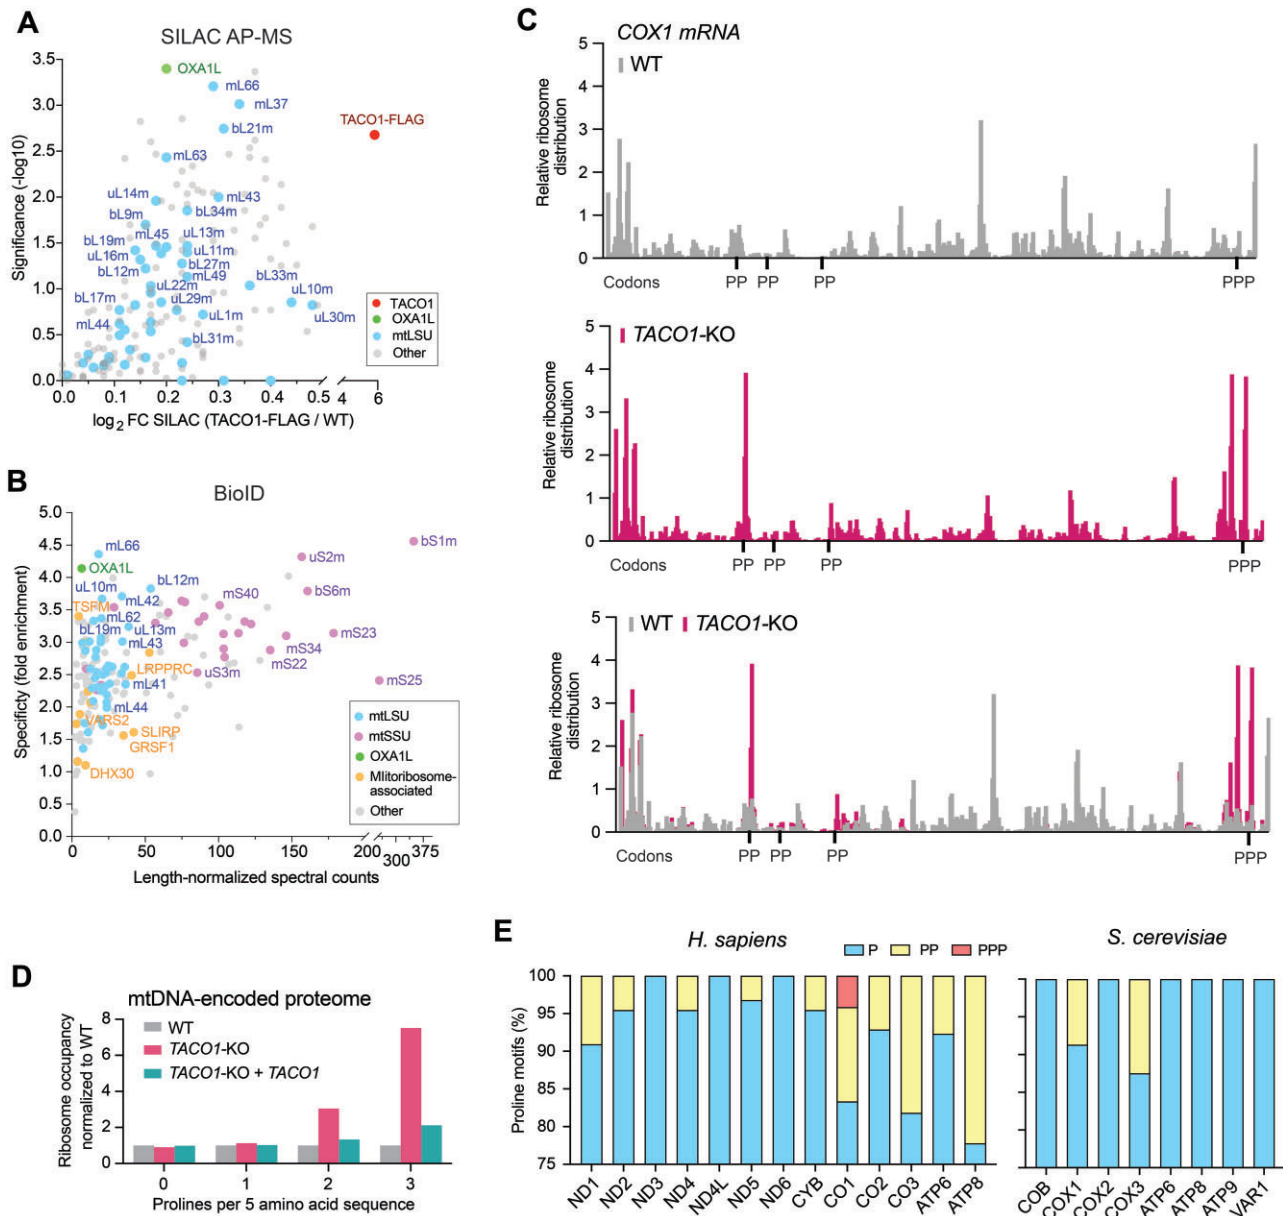 A
SILAC AP-MS
Significance (-log10)
3.5
3.0
2.5
2.0
1.5
1.0
0.5
0.0
OXA1L
mL66
mL37
TACO1-FLAG
bL21m
mL63
uL14m
mL43
bL9m
bL34m
mL45
uL13m
bL19m
uL11m
uL16m
bL27m
bL12m
mL49
bL33m
uL22m
uL10m
bL17m
uL29m
uL1m
uL30m
mL44
bL31m
TACO1
OXA1L
mtLSU
Other
0.0 0.1 0.2 0.3 0.4 0.5 4 6
log2 FC SILAC (TACO1-FLAG / WT)
B
BioID
Specificty (fold enrichment)
5.0
4.5
4.0
3.5
3.0
2.5
2.0
1.5
1.0
0.5
0.0
mL66
bS1m
uS2m
OXA1L
bL12m
uL10m
bS6m
mL42
mS40
TSFM
mL62
bL19m
uL13m
mS23
mL43
mS34
LRPPRC
mS22
uS3m
mL41
mS25
mL44
VARS2
SLIRP
GRSF1
DHX30
mtLSU
mtSSU
OXA1L
Mlitoribosome-
associated
Other
0 50 100 150 200 300 375
Length-normalized spectral counts
C
COX1 mRNA
WT
Relative ribosome
distribution
5
4
3
2
1
0
Codons PP PP PP PPP
TACO1-KO
Relative ribosome
distribution
5
4
3
2
1
0
Codons PP PP PP PPP
WT TACO1-KO
Relative ribosome
distribution
5
4
3
2
1
0
Codons PP PP PP PPP
D
mtDNA-encoded proteome
Ribosome occupancy
normalized to WT
8
6
4
2
0
WT
TACO1-KO
TACO1-KO + TACO1
0 1 2 3
Prolines per 5 amino acid sequence
E
H. sapiens
S. cerevisiae
P PP PPP
Proline motifs (%)
100
95
90
85
80
75
ND1 ND2 ND3 ND4 ND4L ND5 ND6 CYB CO1 CO2 CO3 ATP6 ATP8
COB COX1 COX2 COX3 ATP6 ATP8 ATP9 VAR1